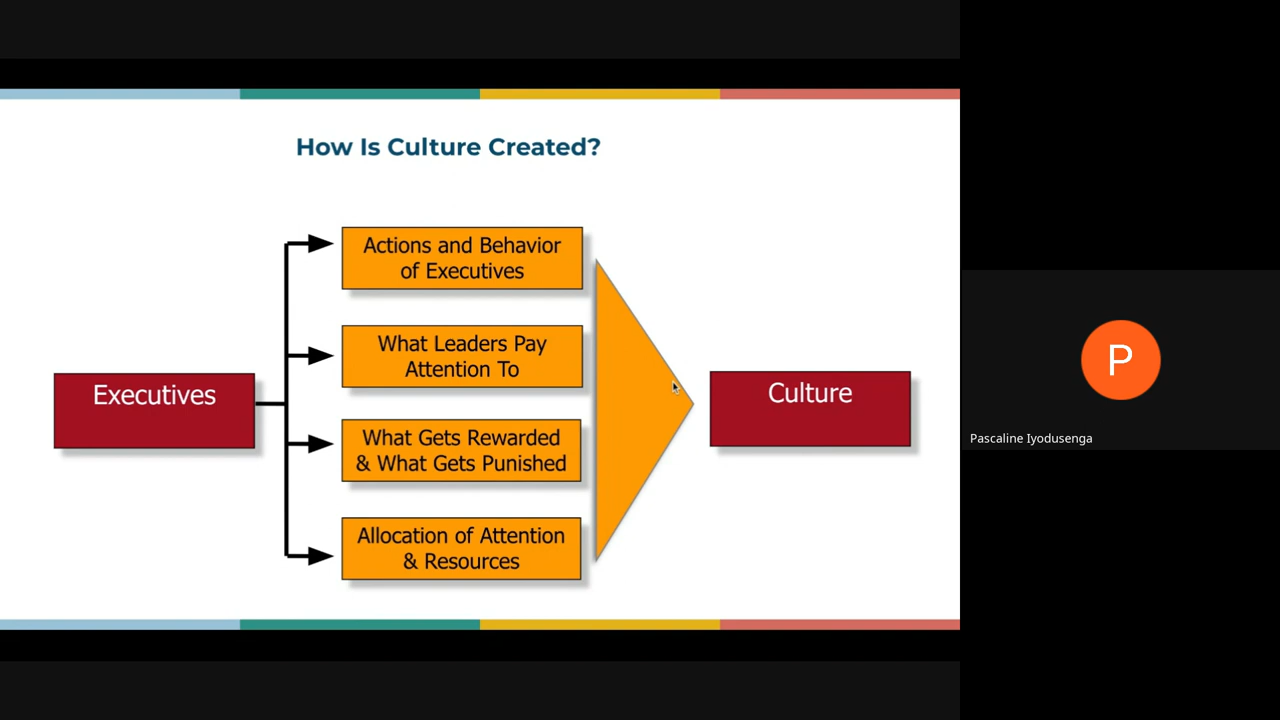 How Is Culture Created?
Actions and Behavior
of Executives
What Leaders Pay
Attention To
Executives
Culture
What Gets Rewarded
& What Gets Punished
Allocation of Attention
& Resources
P
Pascaline Iyodusenga